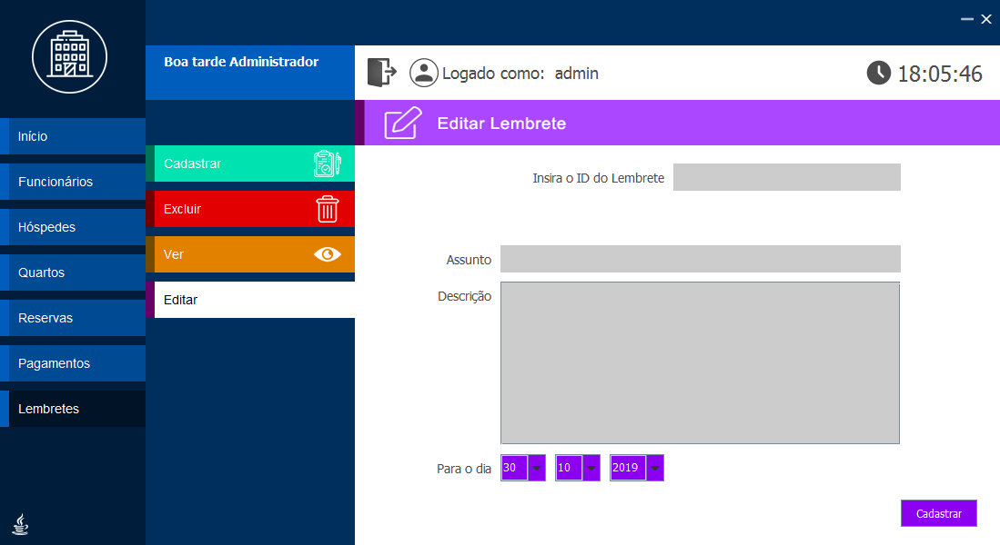 Boa tarde Administrador
Logado como: admin
18:05:46
Início
Funcionários
Hóspedes
Quartos
Reservas
Pagamentos
Lembretes
Cadastrar
Excluir
Ver
Editar
Editar Lembrete
Insira o ID do Lembrete
Assunto
Descrição
Para o dia 30 10 2019
Cadastrar